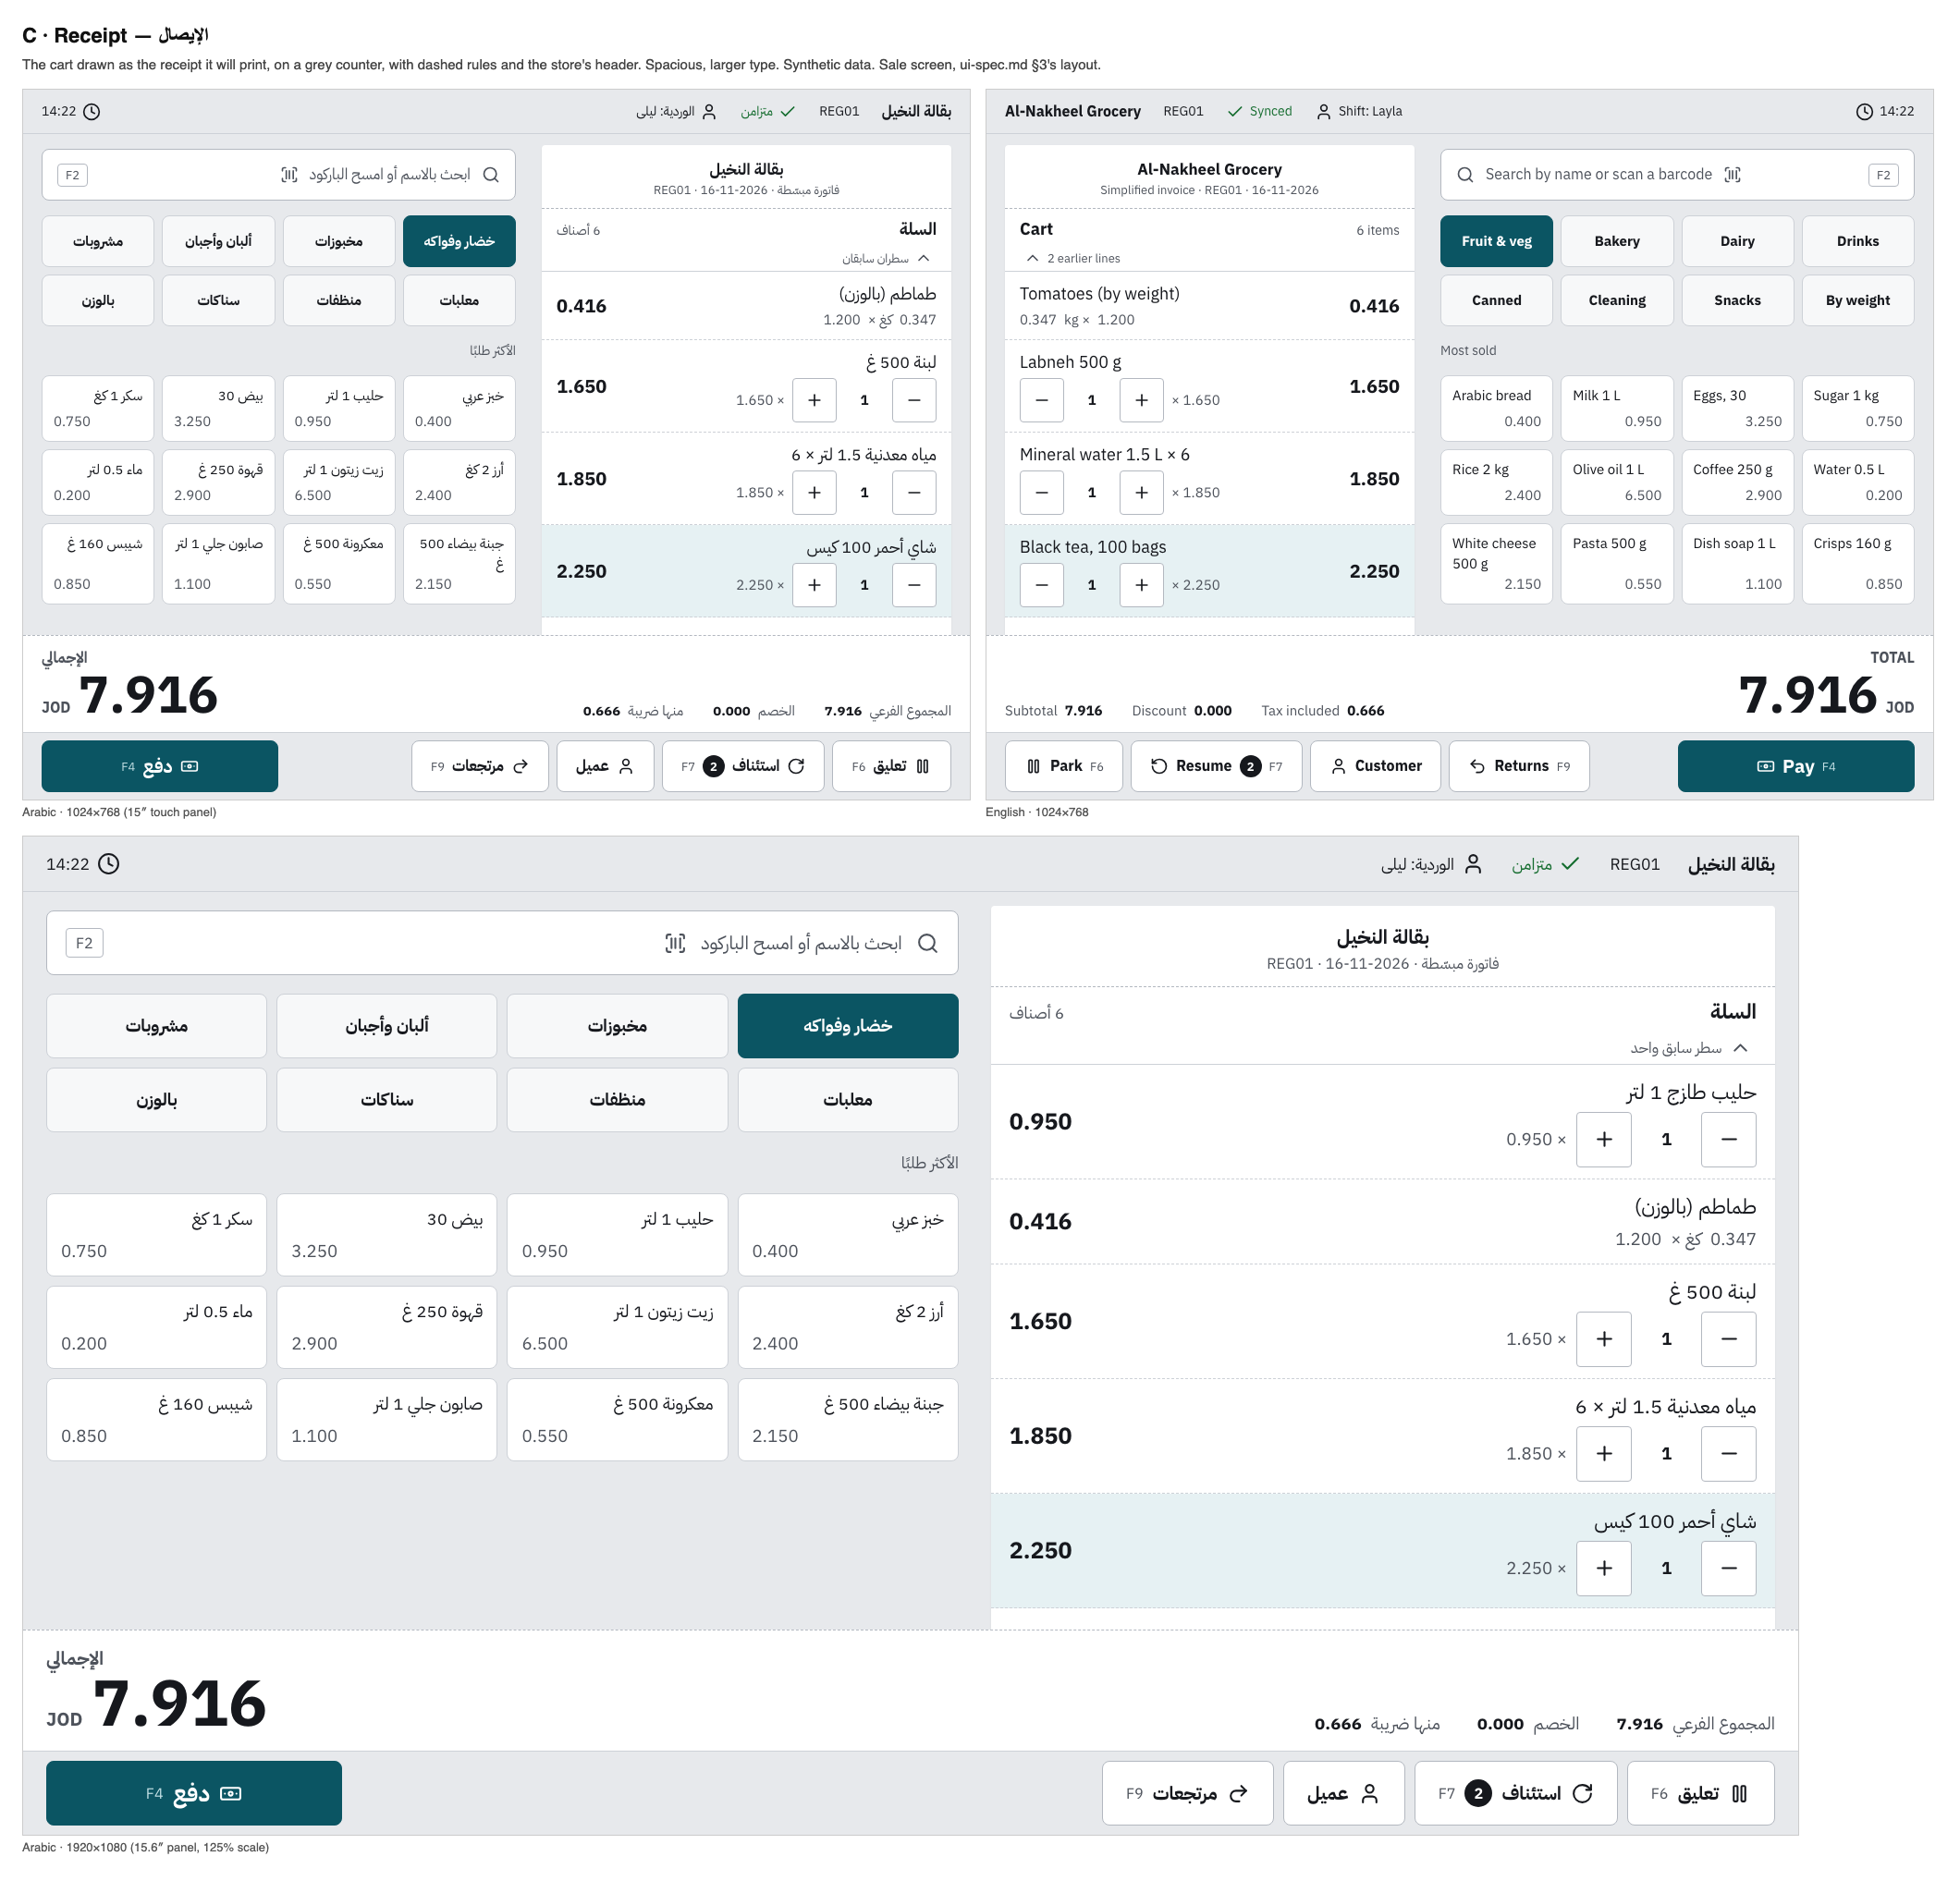 C · Receipt — الإيصال
The cart drawn as the receipt it will print, on a grey counter, with dashed rules and the store's header. Spacious, larger type. Synthetic data. Sale screen, ui-spec.md §3's layout.
بقالة النخيل REG01 متزامن الوردية: ليلى 14:22
بقالة النخيل
فاتورة مبسّطة · REG01 · 16-11-2026
السلة 6 أصناف
سطران سابقان
طماطم (بالوزن) 0.416
0.347 كغ × 1.200
لبنة 500 غ
− 1 + × 1.650 1.650
مياه معدنية 1.5 لتر × 6
− 1 + × 1.850 1.850
شاي أحمر 100 كيس
− 1 + × 2.250 2.250
ابحث بالاسم أو امسح الباركود F2
خضار وفواكه مخبوزات ألبان وأجبان مشروبات
معلبات منظفات سناكات بالوزن
الأكثر طلبًا
خبز عربي حليب 1 لتر بيض 30 سكر 1 كغ
0.400 0.950 3.250 0.750
أرز 2 كغ زيت زيتون 1 لتر قهوة 250 غ ماء 0.5 لتر
2.400 6.500 2.900 0.200
جبنة بيضاء 500 غ معكرونة 500 غ صابون جلي 1 لتر شيبس 160 غ
2.150 0.550 1.100 0.850
الإجمالي
المجموع الفرعي 7.916 الخصم 0.000 منها ضريبة 0.666 7.916 JOD
تعليق F6 استئناف 2 F7 عميل مرتجعات F9 دفع F4
Arabic · 1024×768 (15″ touch panel)
Al-Nakheel Grocery REG01 Synced Shift: Layla 14:22
Al-Nakheel Grocery
Simplified invoice · REG01 · 16-11-2026
Cart 6 items
2 earlier lines
Tomatoes (by weight) 0.416
0.347 kg × 1.200
Labneh 500 g
− 1 + × 1.650 1.650
Mineral water 1.5 L × 6
− 1 + × 1.850 1.850
Black tea, 100 bags
− 1 + × 2.250 2.250
Search by name or scan a barcode F2
Fruit & veg Bakery Dairy Drinks
Canned Cleaning Snacks By weight
Most sold
Arabic bread Milk 1 L Eggs, 30 Sugar 1 kg
0.400 0.950 3.250 0.750
Rice 2 kg Olive oil 1 L Coffee 250 g Water 0.5 L
2.400 6.500 2.900 0.200
White cheese 500 g Pasta 500 g Dish soap 1 L Crisps 160 g
2.150 0.550 1.100 0.850
TOTAL
Subtotal 7.916 Discount 0.000 Tax included 0.666 7.916 JOD
Park F6 Resume 2 F7 Customer Returns F9 Pay F4
English · 1024×768
بقالة النخيل REG01 متزامن الوردية: ليلى 14:22
بقالة النخيل
فاتورة مبسّطة · REG01 · 16-11-2026
السلة 6 أصناف
سطر سابق واحد
حليب طازج 1 لتر
− 1 + × 0.950 0.950
طماطم (بالوزن) 0.416
0.347 كغ × 1.200
لبنة 500 غ
− 1 + × 1.650 1.650
مياه معدنية 1.5 لتر × 6
− 1 + × 1.850 1.850
شاي أحمر 100 كيس
− 1 + × 2.250 2.250
ابحث بالاسم أو امسح الباركود F2
خضار وفواكه مخبوزات ألبان وأجبان مشروبات
معلبات منظفات سناكات بالوزن
الأكثر طلبًا
خبز عربي حليب 1 لتر بيض 30 سكر 1 كغ
0.400 0.950 3.250 0.750
أرز 2 كغ زيت زيتون 1 لتر قهوة 250 غ ماء 0.5 لتر
2.400 6.500 2.900 0.200
جبنة بيضاء 500 غ معكرونة 500 غ صابون جلي 1 لتر شيبس 160 غ
2.150 0.550 1.100 0.850
الإجمالي
المجموع الفرعي 7.916 الخصم 0.000 منها ضريبة 0.666 7.916 JOD
تعليق F6 استئناف 2 F7 عميل مرتجعات F9 دفع F4
Arabic · 1920×1080 (15.6″ panel, 125% scale)